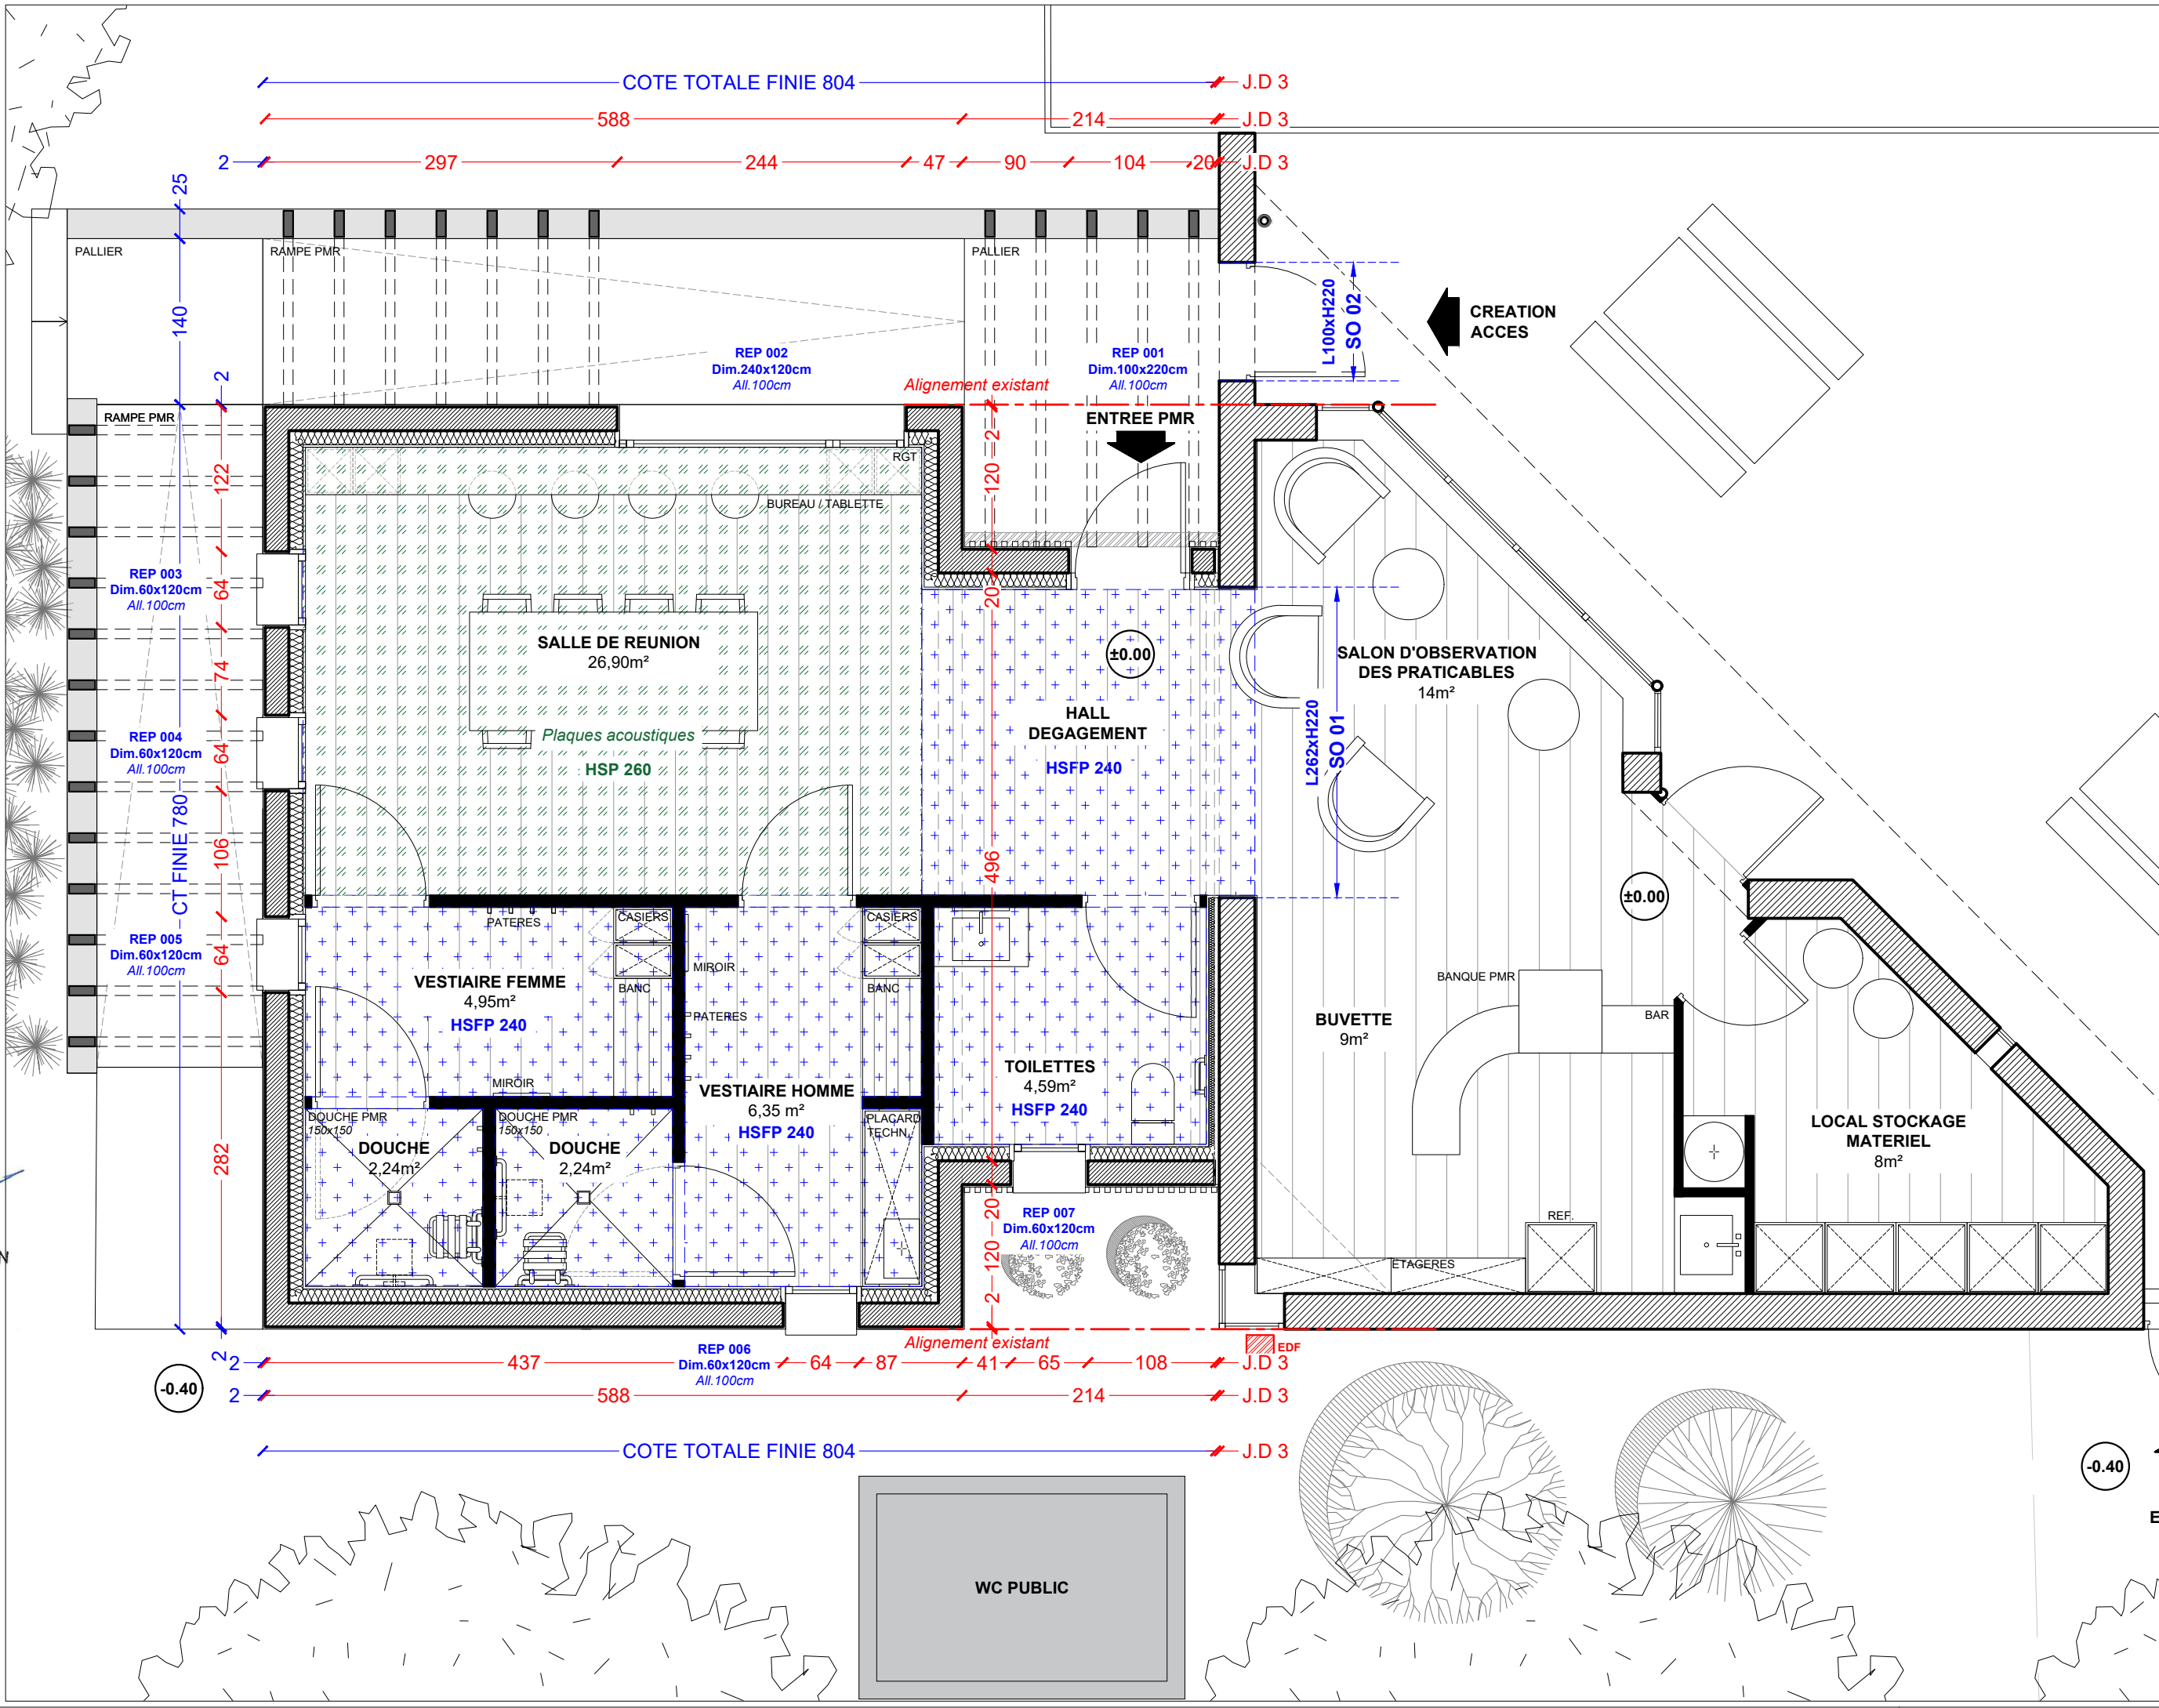 COTE TOTALE FINIE 804
J.D 3
588
214
J.D 3
2
297
244
47
90
104
20
J.D 3
25
140
2
PALLIER
RAMPE PMR
PALLIER
L100xH220
SO 02
CREATION
ACCES
REP 002
Dim.240x120cm
All.100cm
REP 001
Dim.100x220cm
All.100cm
Alignement existant
ENTREE PMR
RAMPE PMR
RGT
BUREAU / TABLETTE
122
2
120
20
REP 003
Dim.60x120cm
All.100cm
64
74
SALLE DE REUNION
26,90m²
Plaques acoustiques
HSP 260
±0.00
HALL
DEGAGEMENT
HSFP 240
L262xH220
SO 01
SALON D'OBSERVATION
DES PRATICABLES
14m²
REP 004
Dim.60x120cm
All.100cm
64
CT FINIE 780
106
496
±0.00
REP 005
Dim.60x120cm
All.100cm
64
PATERES
CASIERS
CASIERS
MIROIR
BANC
BANC
PATERES
VESTIAIRE FEMME
4,95m²
HSFP 240
MIROIR
BANQUE PMR
BAR
BUVETTE
9m²
TOILETTES
4,59m²
HSFP 240
VESTIAIRE HOMME
6,35 m²
HSFP 240
PLACARD
TECHN.
DOUCHE PMR
150x150
DOUCHE
2,24m²
DOUCHE PMR
150x150
DOUCHE
2,24m²
282
LOCAL STOCKAGE
MATERIEL
8m²
REP 007
Dim.60x120cm
All.100cm
20
120
2
REF.
ETAGERES
N
Alignement existant
EDF
2
2
437
REP 006
Dim.60x120cm
All.100cm
64
87
41
65
108
J.D 3
-0.40
2
588
214
J.D 3
COTE TOTALE FINIE 804
J.D 3
-0.40
E
WC PUBLIC